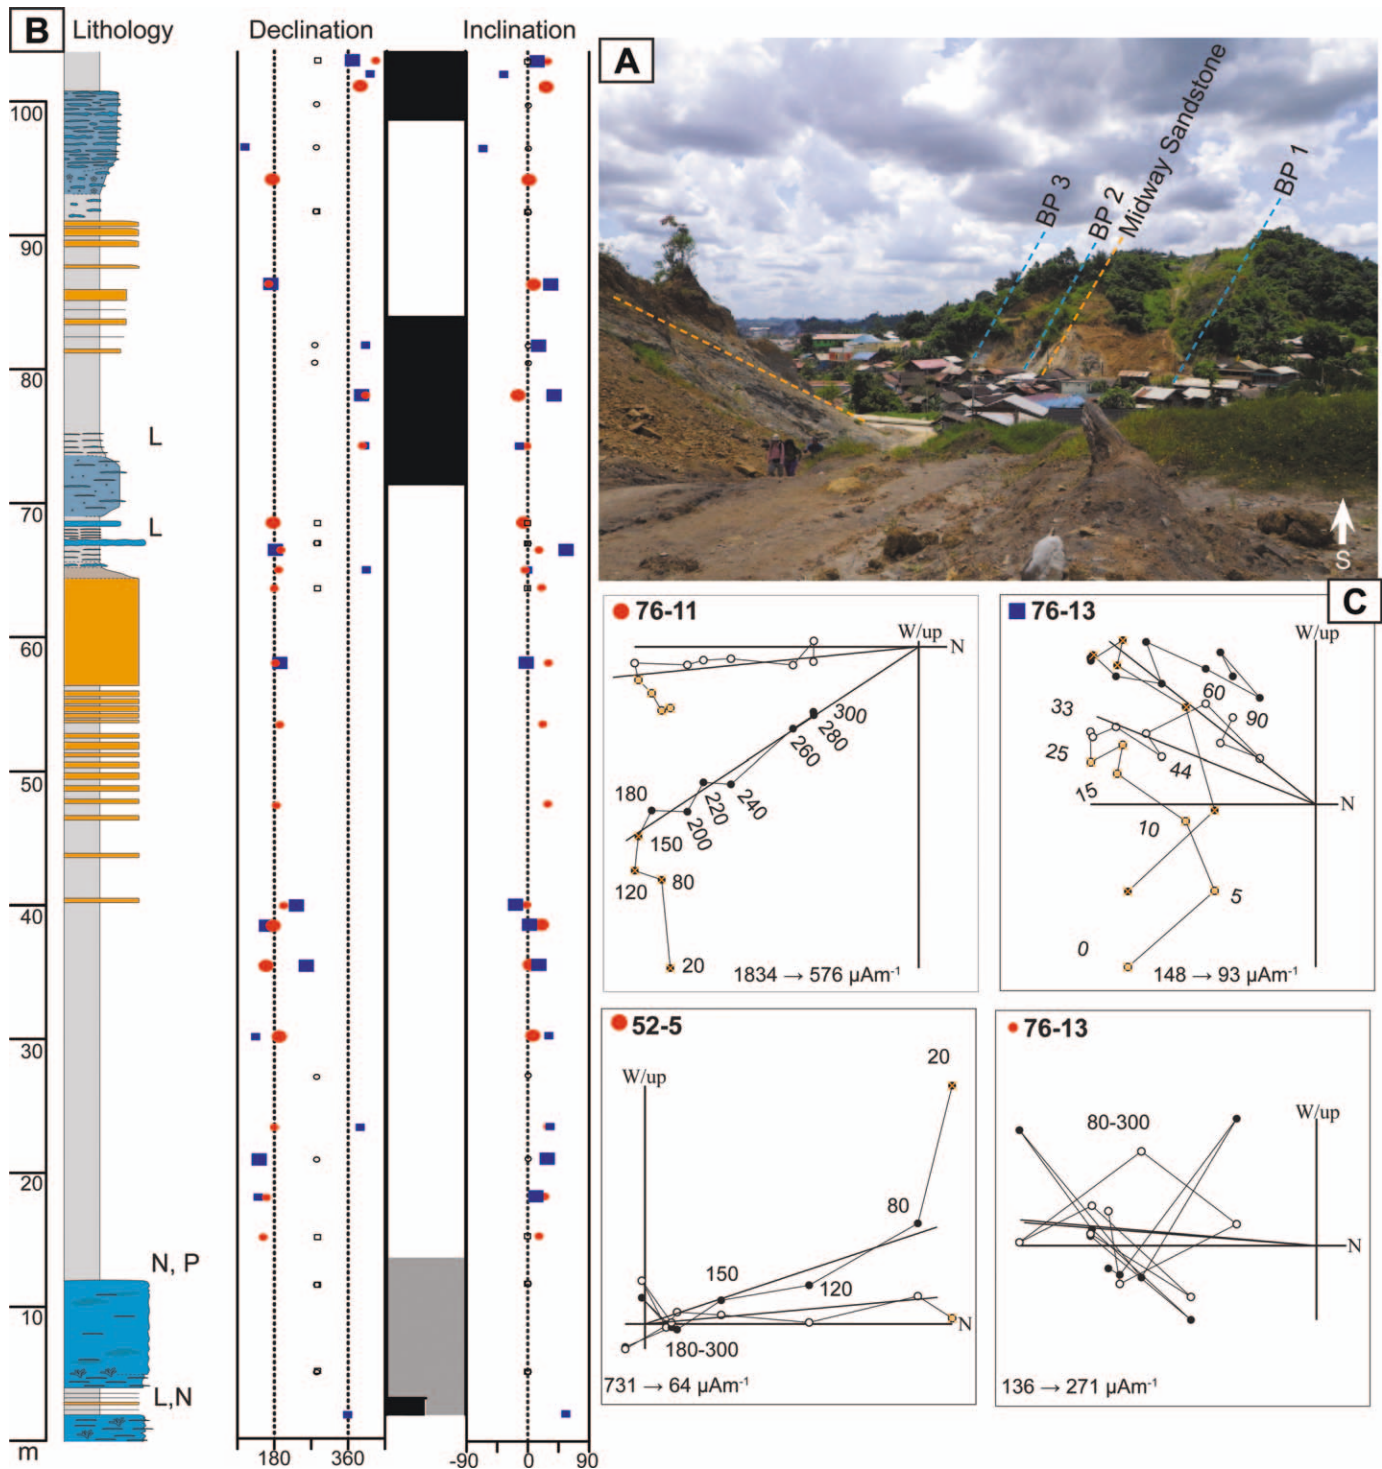 B Lithology Declination Inclination
100
90
80
70
60
50
40
30
20
10
m
L
L
N, P
L,N
180 360 -90 0 90
A
BP 3
BP 2
Midway Sandstone
BP 1
S
C
76-11
W/up
N
300
280
260
240
220
200
180
150
120
80
20
1834 → 576 µAm-1
76-13
W/up
N
60
90
33
25
44
15
10
5
0
148 → 93 µAm-1
52-5
W/up
N
20
80
150
120
180-300
731 → 64 µAm-1
76-13
W/up
N
80-300
136 → 271 µAm-1